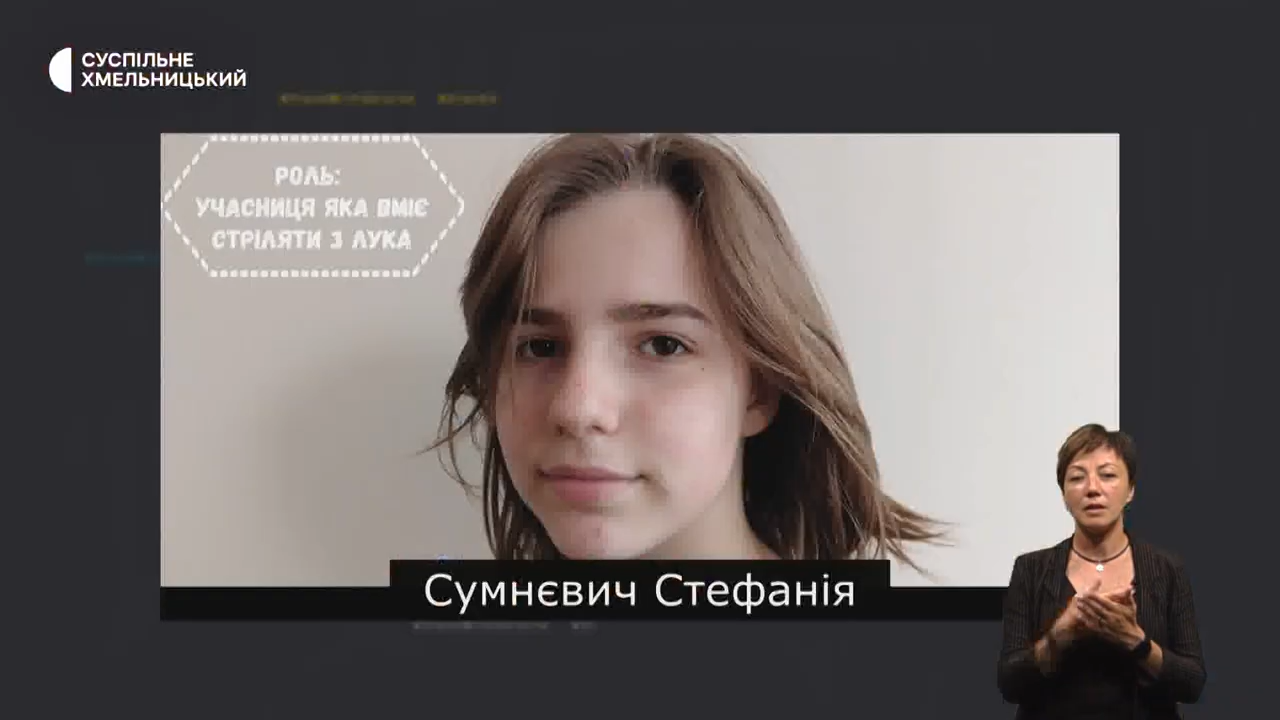 СУСПІЛЬНЕ
ХМЕЛЬНИЦЬКИЙ
РОЛЬ:
УЧАСНИЦЯ ЯКА ВМІЄ
СТРІЛЯТИ З ЛУКА
Сумнєвич Стефанія